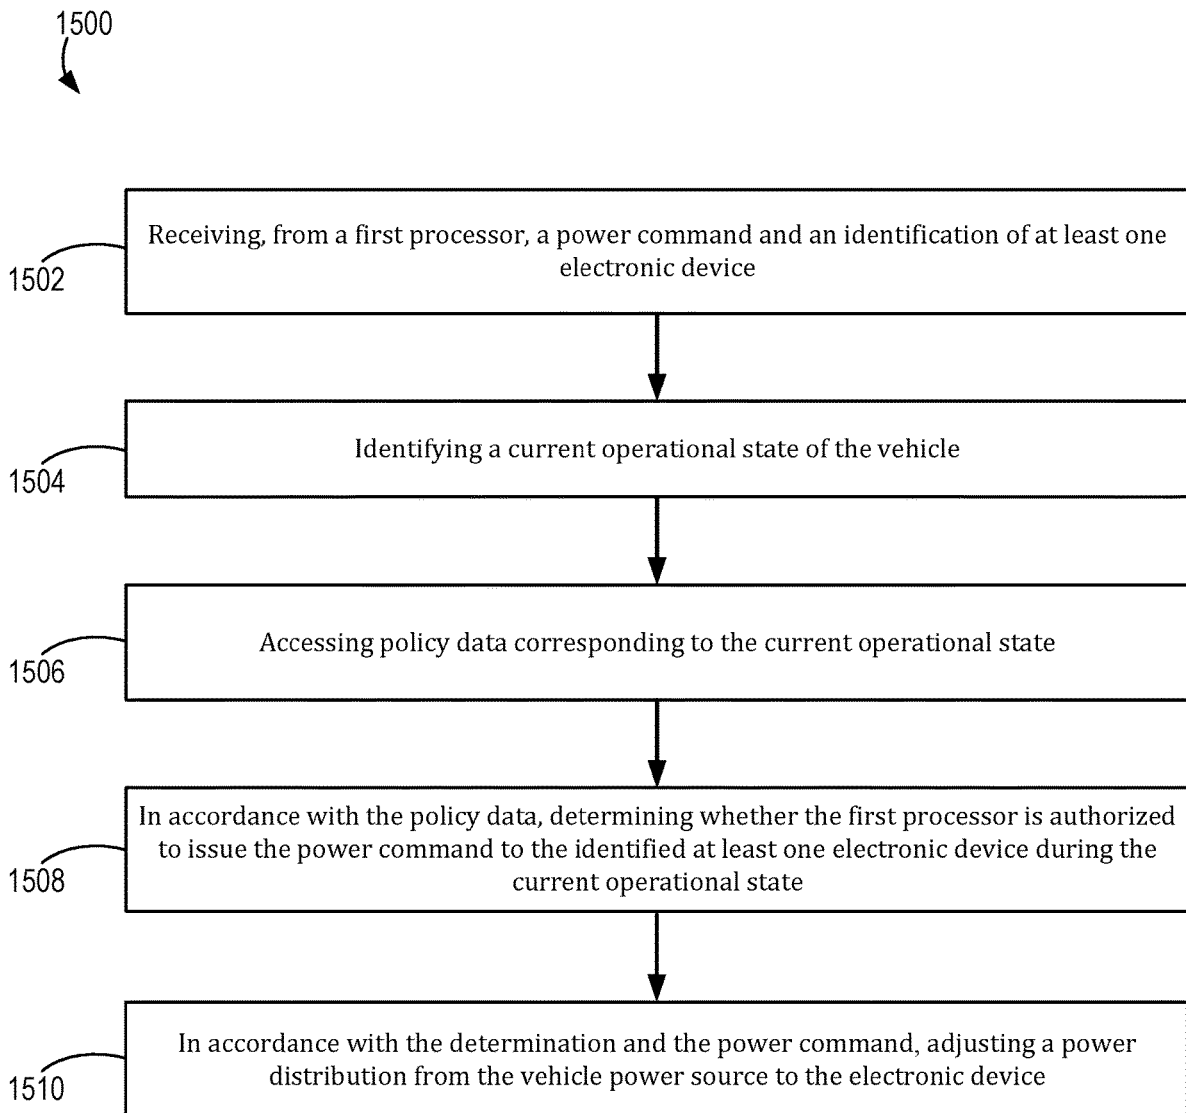 1500
Receiving, from a first processor, a power command and an identification of at least one
electronic device
1502
Identifying a current operational state of the vehicle
1504
Accessing policy data corresponding to the current operational state
1506
In accordance with the policy data, determining whether the first processor is authorized
to issue the power command to the identified at least one electronic device during the
current operational state
1508
In accordance with the determination and the power command, adjusting a power
distribution from the vehicle power source to the electronic device
1510